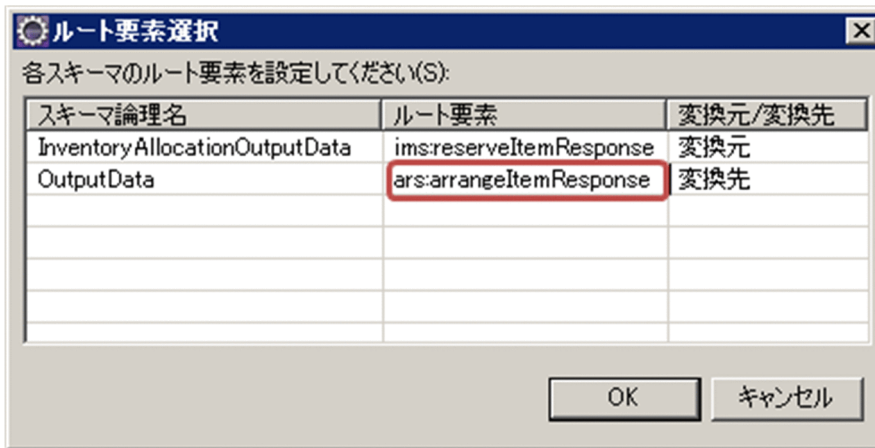 ルート要素選択
各スキーマのルート要素を設定してください(S):
スキーマ論理名 ルート要素 変換元/変換先
InventoryAllocationOutputData ims:reserveItemResponse 変換元
OutputData ars:arrangeItemResponse 変換先
OK キャンセル